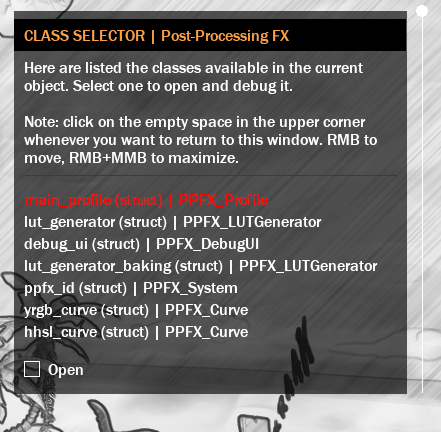 CLASS SELECTOR | Post-Processing FX
Here are listed the classes available in the current
object. Select one to open and debug it.
Note: click on the empty space in the upper corner
whenever you want to return to this window. RMB to
move, RMB+MMB to maximize.
main_profile (struct) | PPFX_Profile
lut_generator (struct) | PPFX_LUTGenerator
debug_ui (struct) | PPFX_DebugUI
lut_generator_baking (struct) | PPFX_LUTGenerator
ppfx_id (struct) | PPFX_System
yrgb_curve (struct) | PPFX_Curve
hhsl_curve (struct) | PPFX_Curve
Open